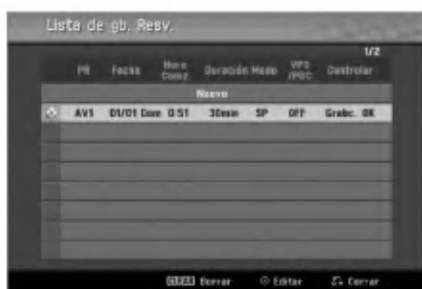 Lista de gb. Resv.
1/2
PR Fecha Hora Comz Duración Modo VPS /PDC Controlar
Nuevo
AV1 01/01 Dom 0:51 30min SP OFF Grabc. OK
CLEAR Borrar Editar Cerrar